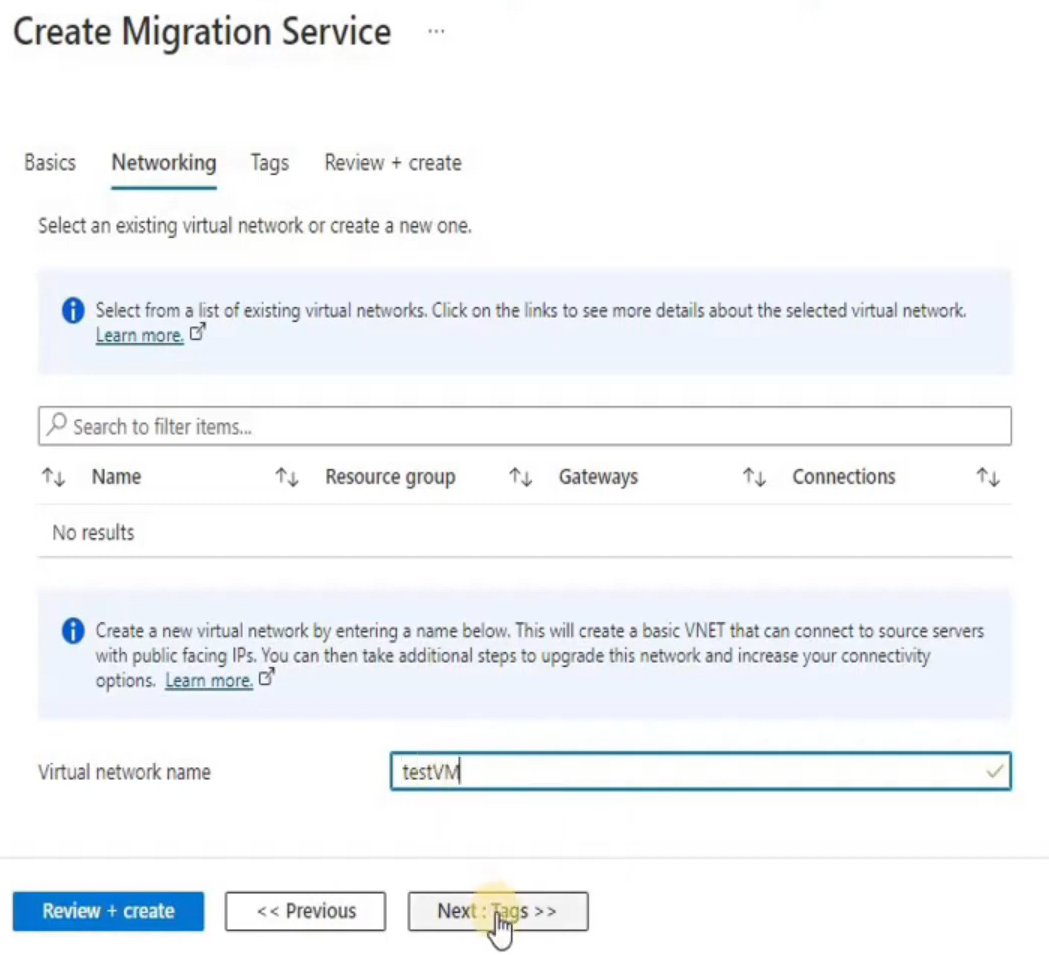 Create Migration Service ...
Basics Networking Tags Review + create
Select an existing virtual network or create a new one.
Select from a list of existing virtual networks. Click on the links to see more details about the selected virtual network.
Learn more.
Search to filter items...
Name Resource group Gateways Connections
No results
Create a new virtual network by entering a name below. This will create a basic VNET that can connect to source servers
with public facing IPs. You can then take additional steps to upgrade this network and increase your connectivity
options. Learn more.
Virtual network name testVM
Review + create << Previous Next : Tags >>